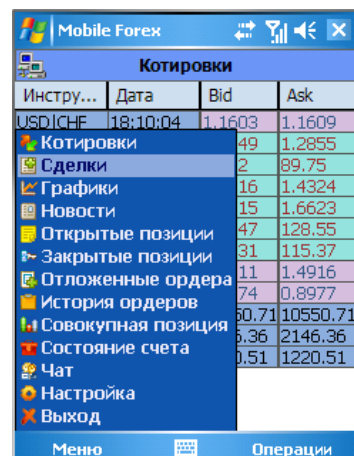 Mobile Forex
Котировки
Инстру... Дата Bid Ask
USD|CHF 18:10:04 1.1603 1.1609
Котировки 49 1.2855
Сделки 2 89.75
Графики 16 1.4324
Новости 15 1.6623
Открытые позиции 47 128.55
Закрытые позиции 31 115.37
Отложенные ордера 11 1.4916
История ордеров 74 0.8977
Совокупная позиция 50.71 10550.71
Состояние счета 6.36 2146.36
Чат 0.51 1220.51
Настройка
Выход
Меню Операции